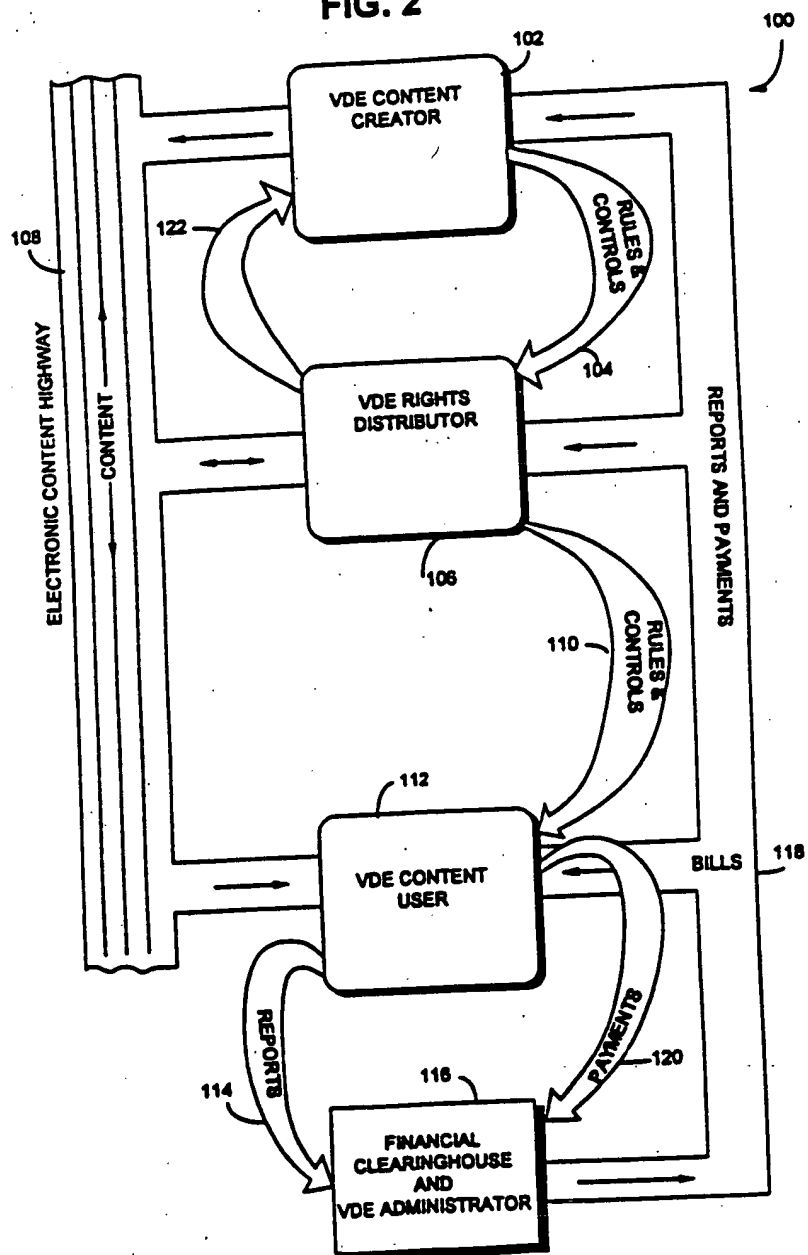 FIG. 2
100
102
VDE CONTENT
CREATOR
122
RULES &
CONTROLS
108
104
ELECTRONIC CONTENT HIGHWAY
CONTENT
VDE RIGHTS
DISTRIBUTOR
REPORTS AND PAYMENTS
106
110
RULES &
CONTROLS
112
VDE CONTENT
USER
BILLS
118
REPORTS
PAYMENTS
114
116
120
FINANCIAL
CLEARINGHOUSE
AND
VDE ADMINISTRATOR